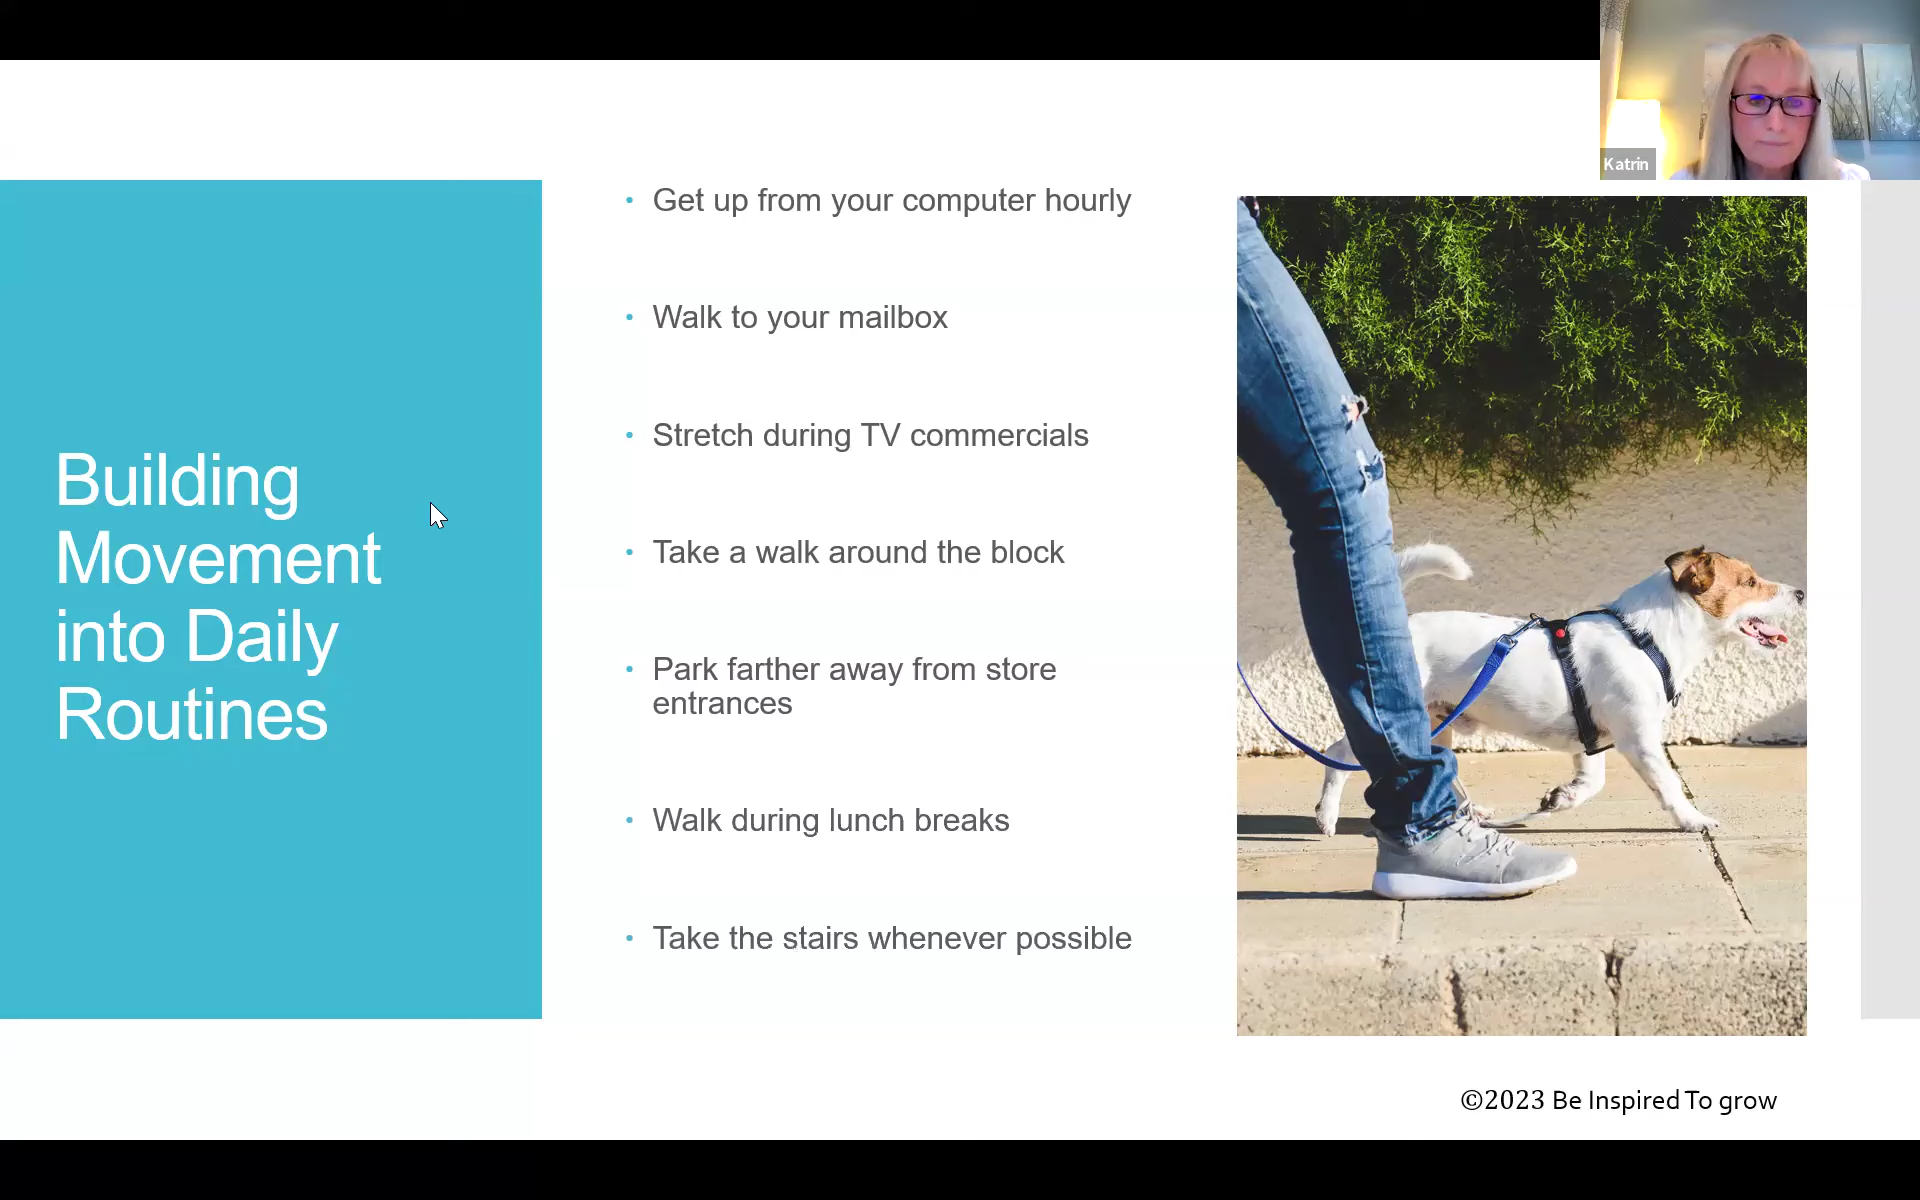 Katrin
Building
Movement
into Daily
Routines
Get up from your computer hourly
Walk to your mailbox
Stretch during TV commercials
Take a walk around the block
Park farther away from store
entrances
Walk during lunch breaks
Take the stairs whenever possible
©2023 Be Inspired To grow